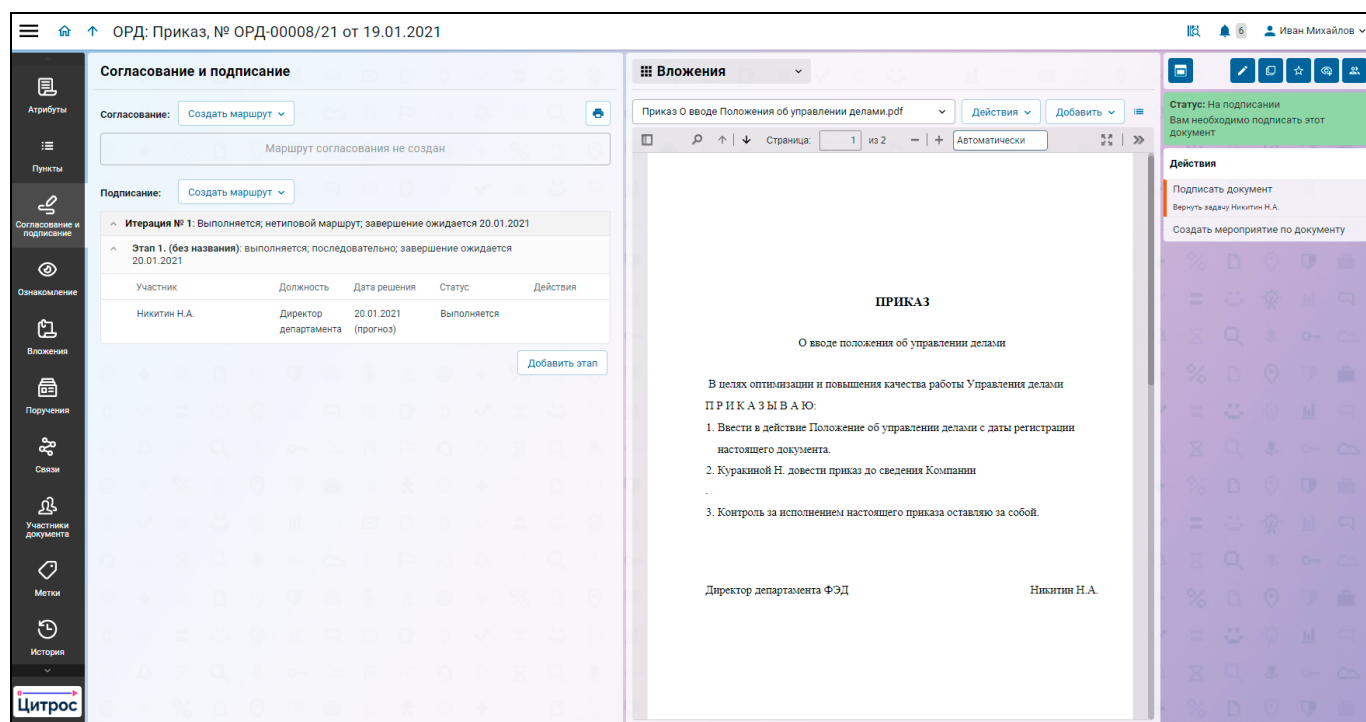 ОРД: Приказ, № ОРД-00008/21 от 19.01.2021
6
Иван Михайлов
Атрибуты
Пункты
Согласование и
подписание
Ознакомление
Вложения
Поручения
Связи
Участники
документа
Метки
История
Цитрос
Согласование и подписание
Согласование: Создать маршрут
Маршрут согласования не создан
Подписание: Создать маршрут
Итерация № 1: Выполняется; нетиповой маршрут; завершение ожидается 20.01.2021
Этап 1. (без названия): выполняется; последовательно; завершение ожидается
20.01.2021
Участник Должность Дата решения Статус Действия
Никитин Н.А. Директор 20.01.2021 Выполняется
департамента (прогноз)
Добавить этап
Вложения
Приказ О вводе Положения об управлении делами.pdf Действия Добавить
Страница: 1 из 2 Автоматически
ПРИКАЗ
О вводе положения об управлении делами
В целях оптимизации и повышения качества работы Управления делами
П Р И К А З Ы В А Ю:
1. Ввести в действие Положение об управлении делами с даты регистрации
настоящего документа.
2. Куракиной Н. довести приказ до сведения Компании
.
3. Контроль за исполнением настоящего приказа оставляю за собой.
Директор департамента ФЭД Никитин Н.А.
Статус: На подписании
Вам необходимо подписать этот
документ
Действия
Подписать документ
Вернуть задачу Никитин Н.А.
Создать мероприятие по документу